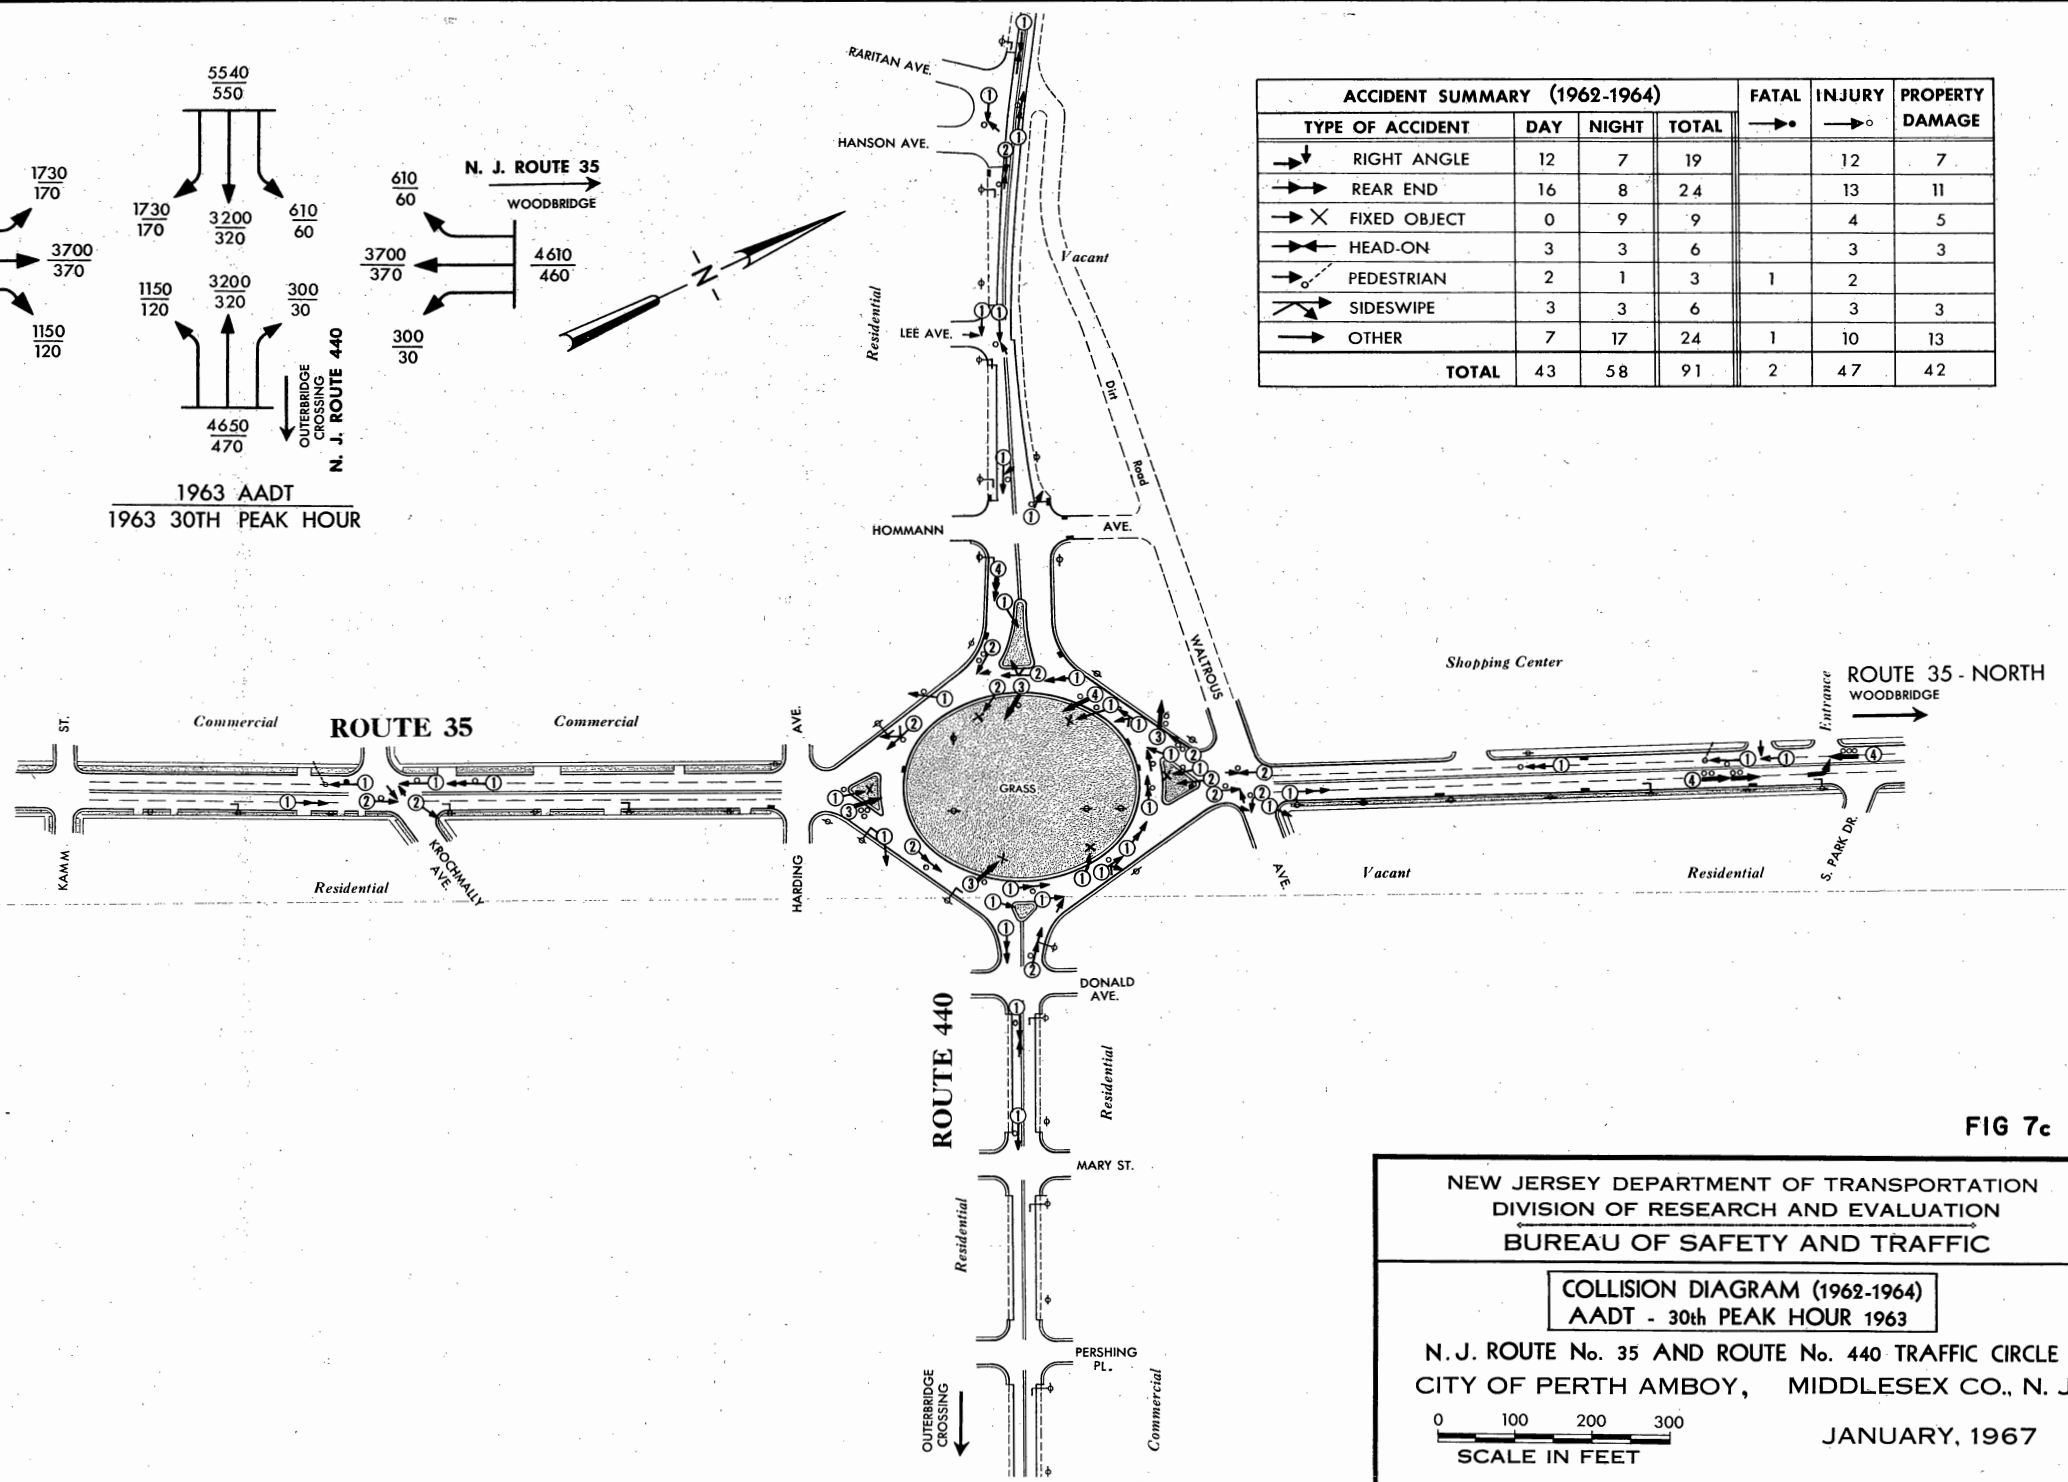 5540
550
1730
170
3200
320
610
60
1730
170
3700
370
1150
120
1150
120
3200
320
300
30
4650
470
OUTERBRIDGE
CROSSING
N. J. ROUTE 440
610
60
3700
370
300
30
4610
460
N. J. ROUTE 35
WOODBRIDGE
1963 AADT
1963 30TH PEAK HOUR
N
ACCIDENT SUMMARY (1962-1964) FATAL INJURY PROPERTY DAMAGE
TYPE OF ACCIDENT DAY NIGHT TOTAL
RIGHT ANGLE 12 7 19 12 7
REAR END 16 8 24 13 11
FIXED OBJECT 0 9 9 4 5
HEAD-ON 3 3 6 3 3
PEDESTRIAN 2 1 3 1 2
SIDESWIPE 3 3 6 3 3
OTHER 7 17 24 1 10 13
TOTAL 43 58 91 2 47 42
RARITAN AVE.
HANSON AVE.
Vacant
Residential
LEE AVE.
Dirt
Road
HOMMANN
AVE.
WALTROUS
AVE.
Shopping Center
Entrance
ROUTE 35 - NORTH
WOODBRIDGE
KAMM
ST.
Commercial
ROUTE 35
Commercial
HARDING
AVE.
GRASS
Residential
KROCHMALLY
AVE.
Vacant
Residential
S. PARK DR.
DONALD
AVE.
ROUTE 440
Residential
MARY ST.
Residential
PERSHING
PL.
OUTERBRIDGE
CROSSING
Commercial
FIG 7c
NEW JERSEY DEPARTMENT OF TRANSPORTATION
DIVISION OF RESEARCH AND EVALUATION
BUREAU OF SAFETY AND TRAFFIC
COLLISION DIAGRAM (1962-1964)
AADT - 30th PEAK HOUR 1963
N.J. ROUTE No. 35 AND ROUTE No. 440 TRAFFIC CIRCLE
CITY OF PERTH AMBOY, MIDDLESEX CO., N. J
0 100 200 300
SCALE IN FEET
JANUARY, 1967